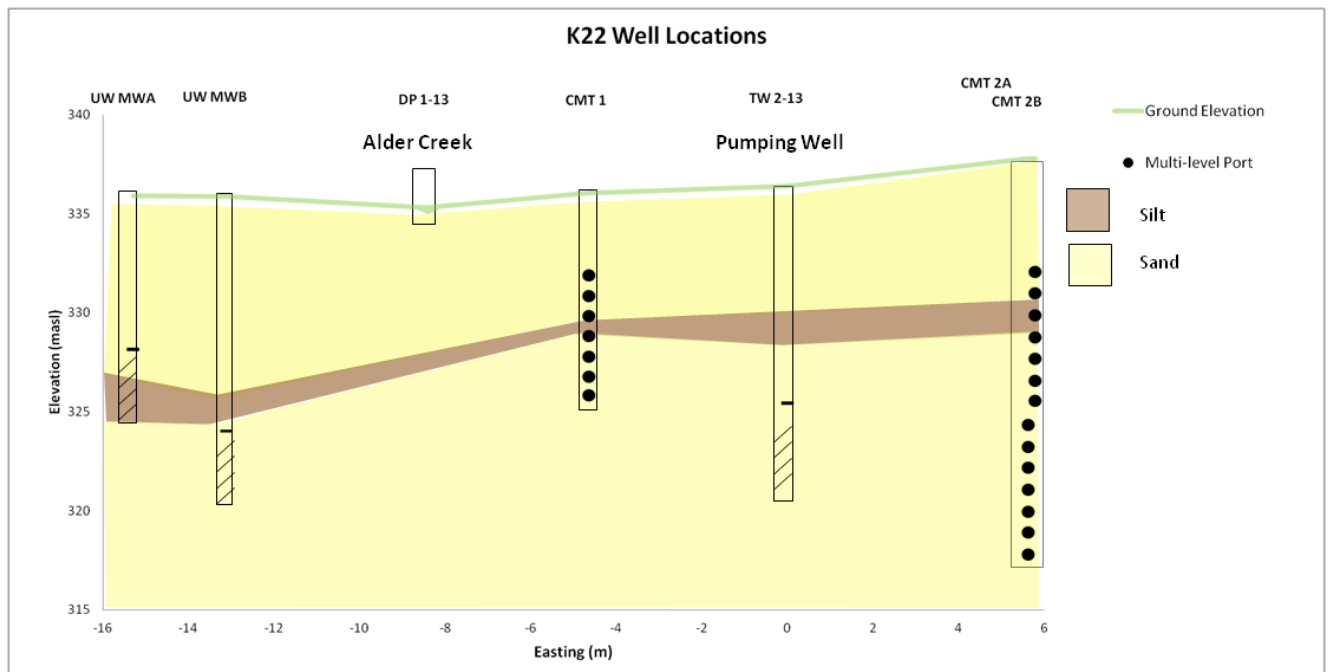 K22 Well Locations
UW MWA
UW MWB
DP 1-13
CMT 1
TW 2-13
CMT 2A
CMT 2B
Alder Creek
Pumping Well
Ground Elevation
Multi-level Port
Silt
Sand
Elevation (masl)
340
335
330
325
320
315
-16
-14
-12
-10
-8
-6
-4
-2
0
2
4
6
Easting (m)